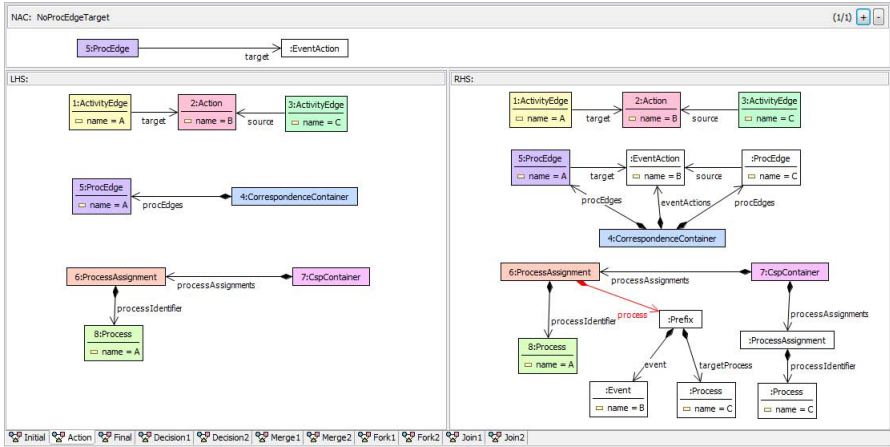 NAC: NoProcEdgeTarget (1/1) + -
5:ProcEdge :EventAction
target
LHS: RHS:
1:ActivityEdge 2:Action 3:ActivityEdge
name = A name = B name = C
target source
5:ProcEdge
name = A
procEdges
4:CorrespondenceContainer
6:ProcessAssignment 7:CspContainer
processAssignments
processIdentifier
8:Process
name = A
1:ActivityEdge 2:Action 3:ActivityEdge
name = A name = B name = C
target source
5:ProcEdge :EventAction :ProcEdge
name = A name = B name = C
target source
procEdges eventActions procEdges
4:CorrespondenceContainer
6:ProcessAssignment 7:CspContainer
processAssignments
process
:Prefix
processAssignments
processIdentifier
:ProcessAssignment
8:Process
name = A
event targetProcess processIdentifier
:Event :Process :Process
name = B name = C name = C
Initial Action Final Decision1 Decision2 Merge1 Merge2 Fork1 Fork2 Join1 Join2